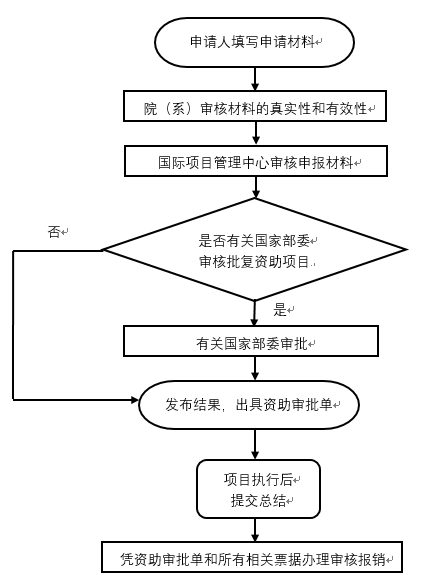 申请人填写申请材料
院（系）审核材料的真实性和有效性
国际项目管理中心审核申报材料
是否有关国家部委
审核批复资助项目
否
是
有关国家部委审批
发布结果，出具资助审批单
项目执行后
提交总结
凭资助审批单和所有相关票据办理审核报销